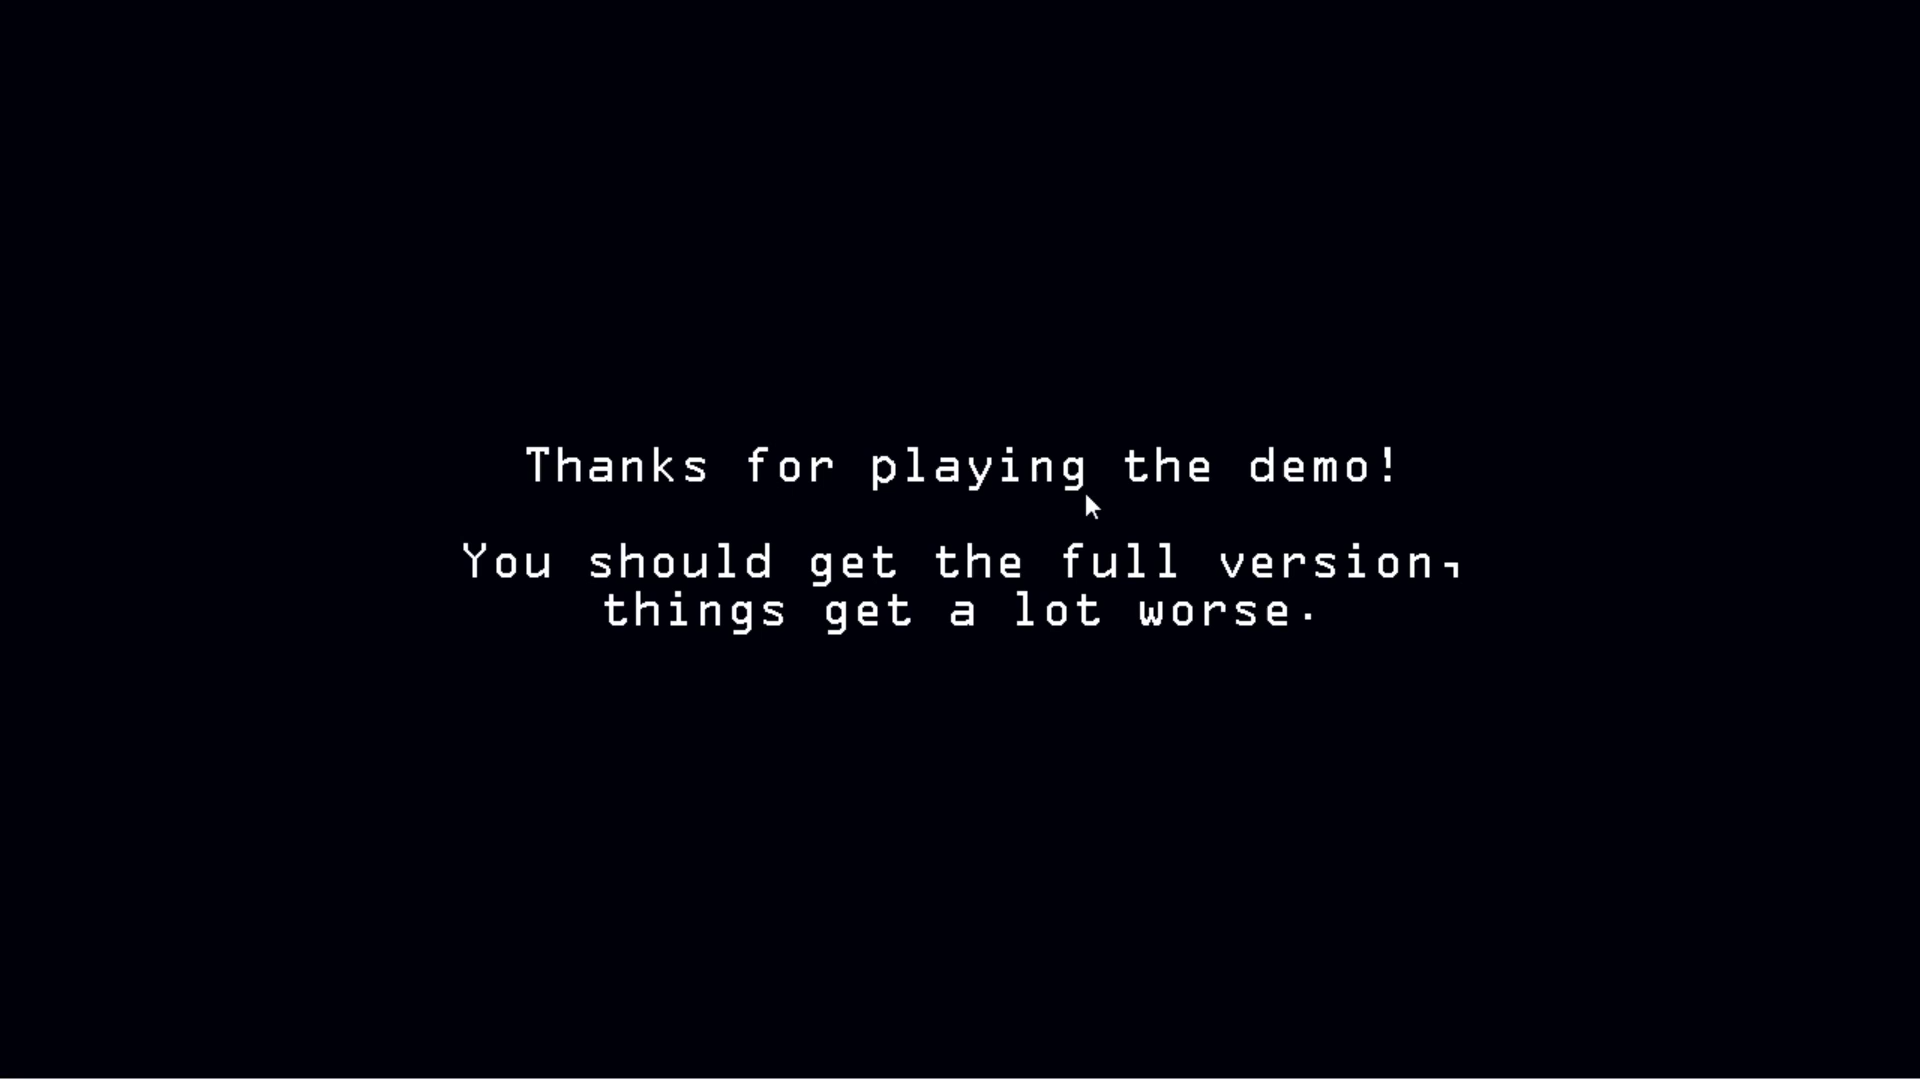 Thanks for playing the demo!
You should get the full version,
things get a lot worse.